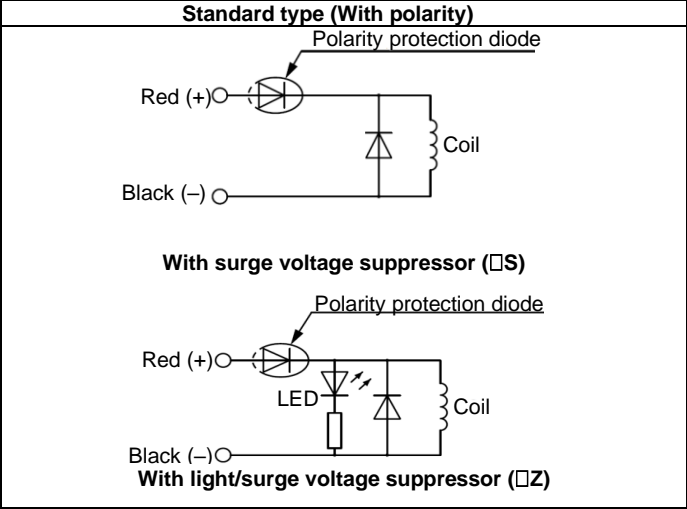 Standard type (With polarity)
Polarity protection diode
Red (+)
Coil
Black (–)
With surge voltage suppressor (□S)
Polarity protection diode
Red (+)
LED
Coil
Black (–)
With light/surge voltage suppressor (□Z)